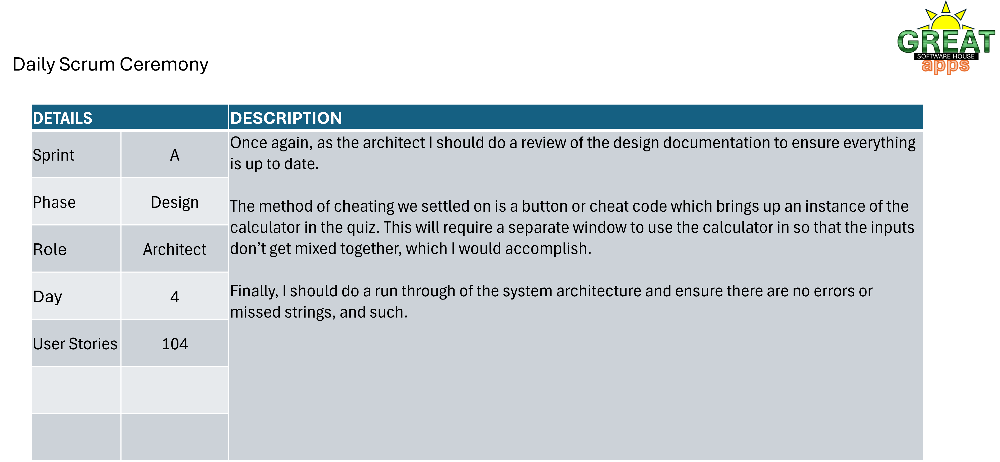 GREAT
SOFTWARE HOUSE
apps
Daily Scrum Ceremony
DETAILS
DESCRIPTION
Sprint
A
Phase
Design
Role
Architect
Day
4
User Stories
104
Once again, as the architect I should do a review of the design documentation to ensure everything
is up to date.
The method of cheating we settled on is a button or cheat code which brings up an instance of the
calculator in the quiz. This will require a separate window to use the calculator in so that the inputs
don’t get mixed together, which I would accomplish.
Finally, I should do a run through of the system architecture and ensure there are no errors or
missed strings, and such.